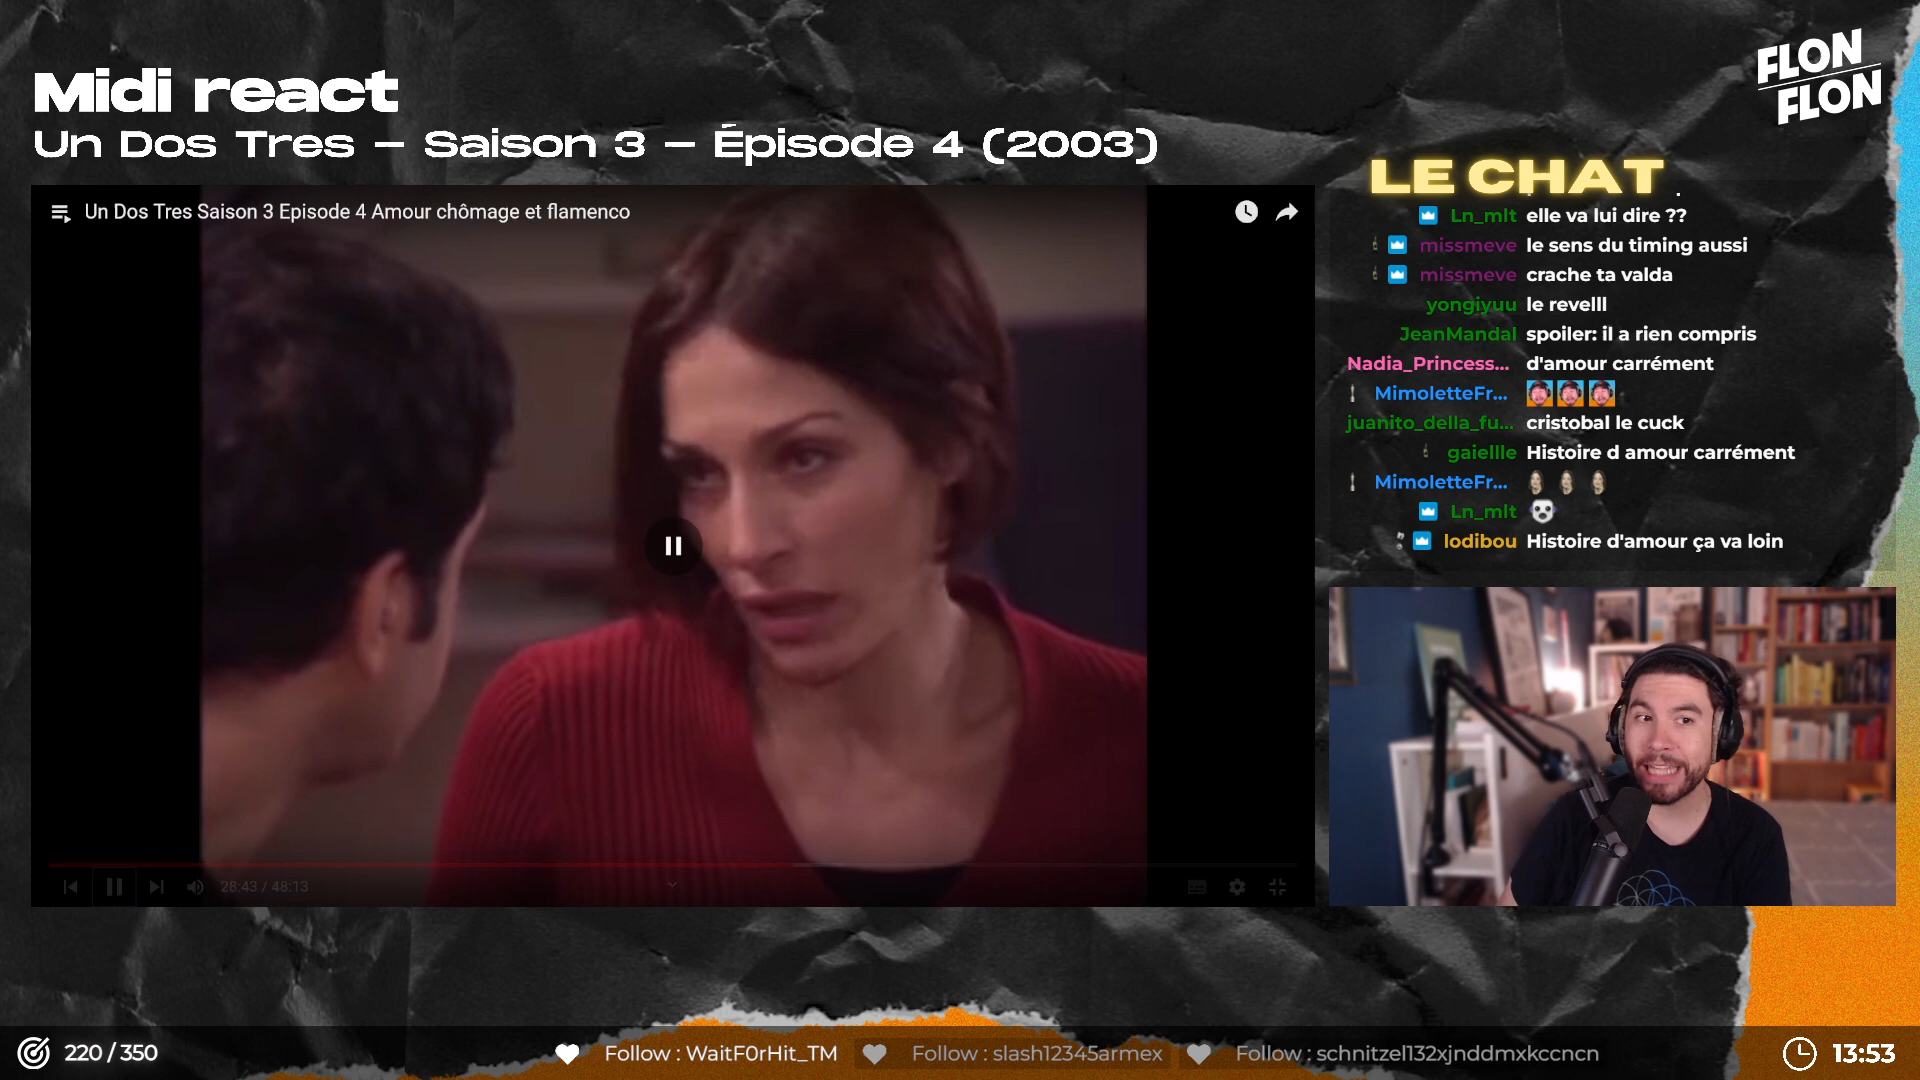 Midi react
Un Dos Tres – Saison 3 – Épisode 4 (2003)
FLON
FLON
Un Dos Tres Saison 3 Episode 4 Amour chômage et flamenco
28:43 / 48:13
LE CHAT
Ln_mlt elle va lui dire ??
missmeve le sens du timing aussi
missmeve crache ta valda
yongiyuu le revelll
JeanMandal spoiler: il a rien compris
Nadia_Princess... d'amour carrément
MimoletteFr...
juanito_della_fu... cristobal le cuck
gaiellle Histoire d amour carrément
MimoletteFr...
Ln_mlt
lodibou Histoire d'amour ça va loin
220 / 350
Follow : WaitF0rHit_TM
Follow : slash12345armex
Follow : schnitzel132xjnddmxkccncn
13:53